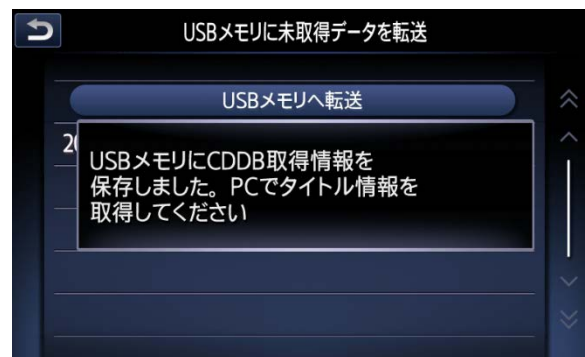 USBメモリに未取得データを転送
USBメモリへ転送
20
USBメモリにCDDB取得情報を
保存しました。PCでタイトル情報を
取得してください